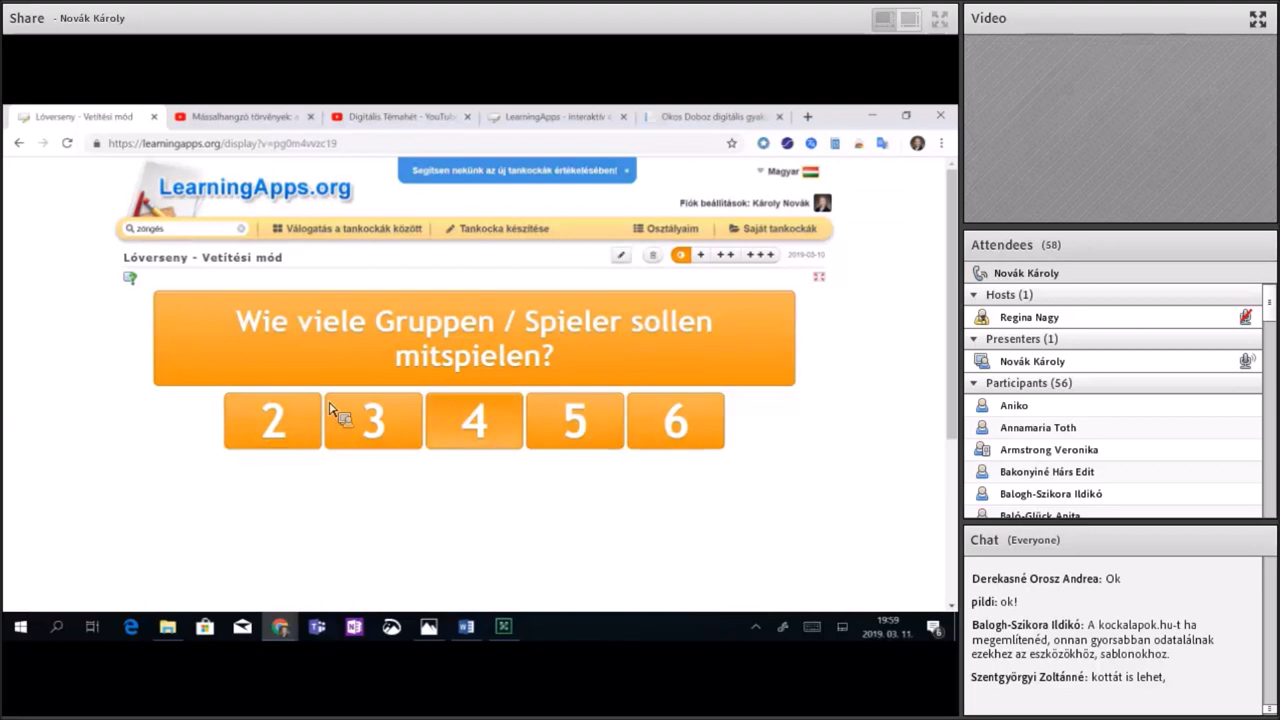 Share - Novák Károly
Lóverseny - Vetítési mód
Mássalhangzó törvények: a
Digitális Témahét - YouTub
LearningApps - interaktív
Okos Doboz digitális gyak
https://learningapps.org/display?v=pg0m4vvzc19
LearningApps.org
Segítsen nekünk az új tankockák értékelésében!
Magyar
Fiók beállítások: Károly Novák
zöngés
Válogatás a tankockák között
Tankocka készítése
Osztályaim
Saját tankockák
Lóverseny - Vetítési mód
2019-03-10
Wie viele Gruppen / Spieler sollen
mitspielen?
2 3 4 5 6
19:59
2019. 03. 11.
6
Video
Attendees (58)
Novák Károly
Hosts (1)
Regina Nagy
Presenters (1)
Novák Károly
Participants (56)
Aniko
Annamaria Toth
Armstrong Veronika
Bakonyiné Hárs Edit
Balogh-Szikora Ildikó
Baló-Glück Anita
Chat (Everyone)
Derekasné Orosz Andrea: Ok
pildi: ok!
Balogh-Szikora Ildikó: A kockalapok.hu-t ha
megemlítenéd, onnan gyorsabban odatalálnak
ezekhez az eszközökhöz, sablonokhoz.
Szentgyörgyi Zoltánné: kottát is lehet,